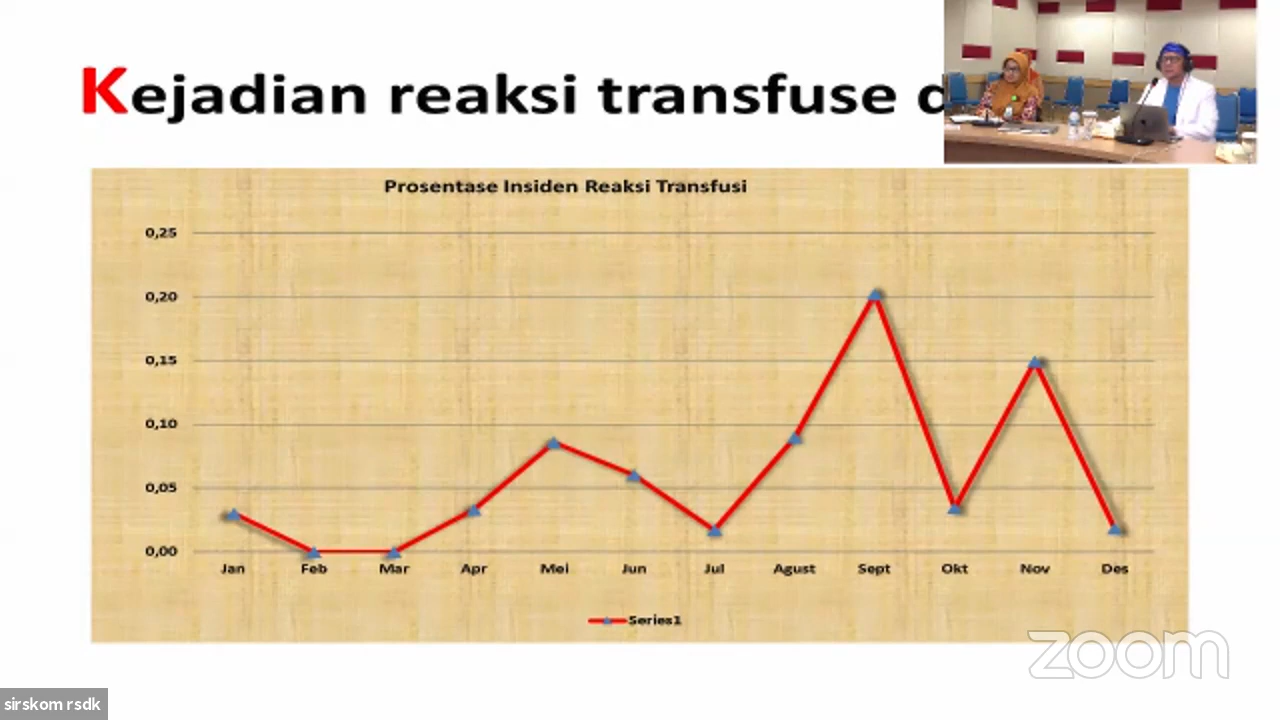 Kejadian reaksi transfuse
Prosentase Insiden Reaksi Transfusi
0,25
0,20
0,15
0,10
0,05
0,00
Jan Feb Mar Apr Mei Jun Jul Agust Sept Okt Nov Des
Series1
zoom
sirskom rsdk